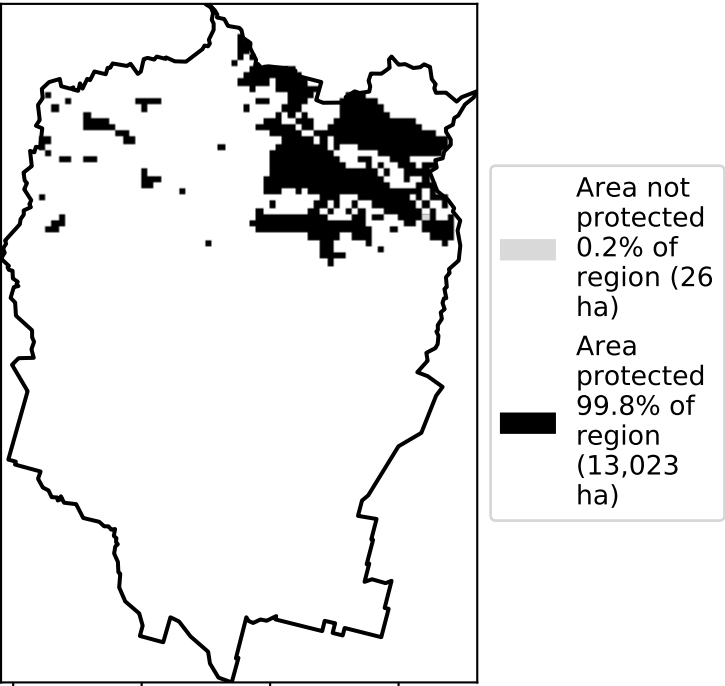 Area not
protected
0.2% of
region (26
ha)
Area
protected
99.8% of
region
(13,023
ha)